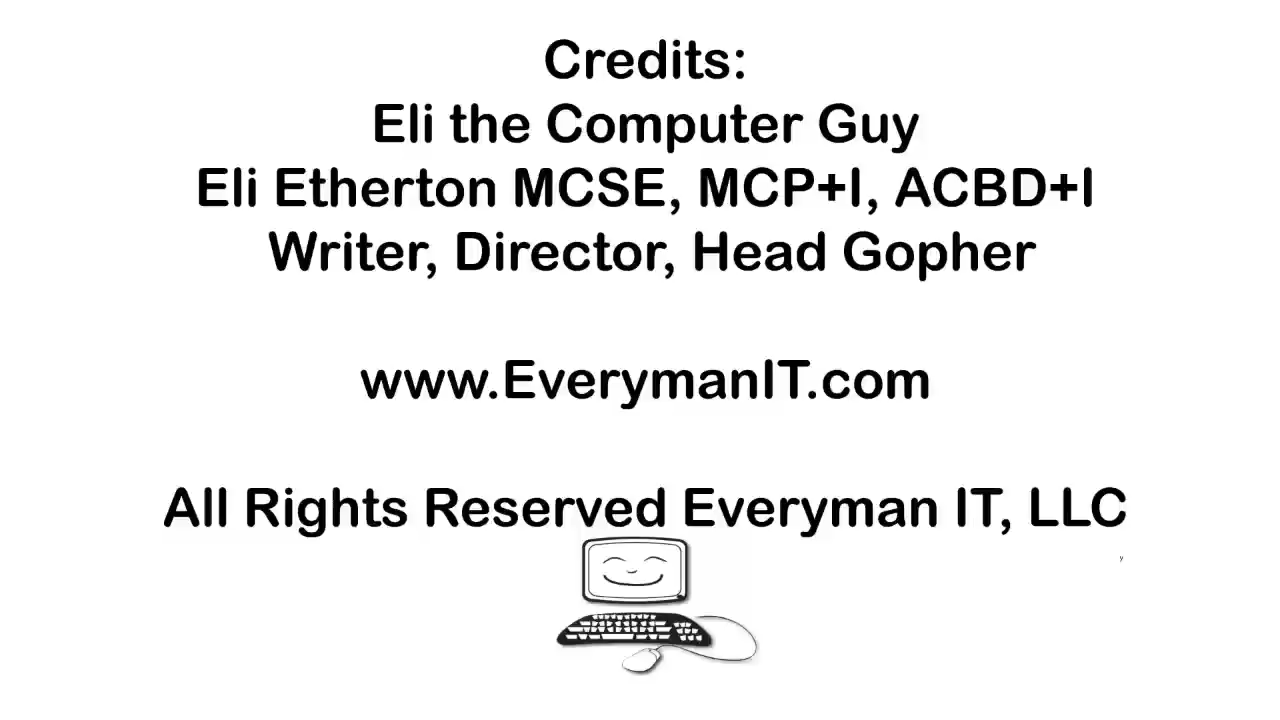 Credits:
Eli the Computer Guy
Eli Etherton MCSE, MCP+I, ACBD+I
Writer, Director, Head Gopher
www.EverymanIT.com
All Rights Reserved Everyman IT, LLC
y